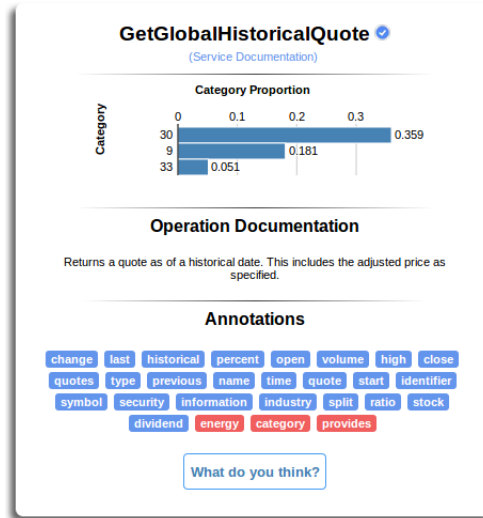 GetGlobalHistoricalQuote
(Service Documentation)
Category Proportion
Category
0 0.1 0.2 0.3
30 0.359
9 0.181
33 0.051
Operation Documentation
Returns a quote as of a historical date. This includes the adjusted price as
specified.
Annotations
change last historical percent open volume high close
quotes type previous name time quote start identifier
symbol security information industry split ratio stock
dividend energy category provides
What do you think?